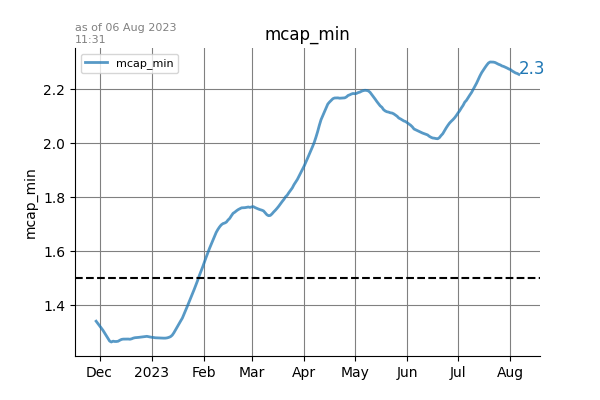 as of 06 Aug 2023
11:31
mcap_min
mcap_min
2.3
2.2
2.0
1.8
1.6
1.4
mcap_min
Dec 2023 Feb Mar Apr May Jun Jul Aug